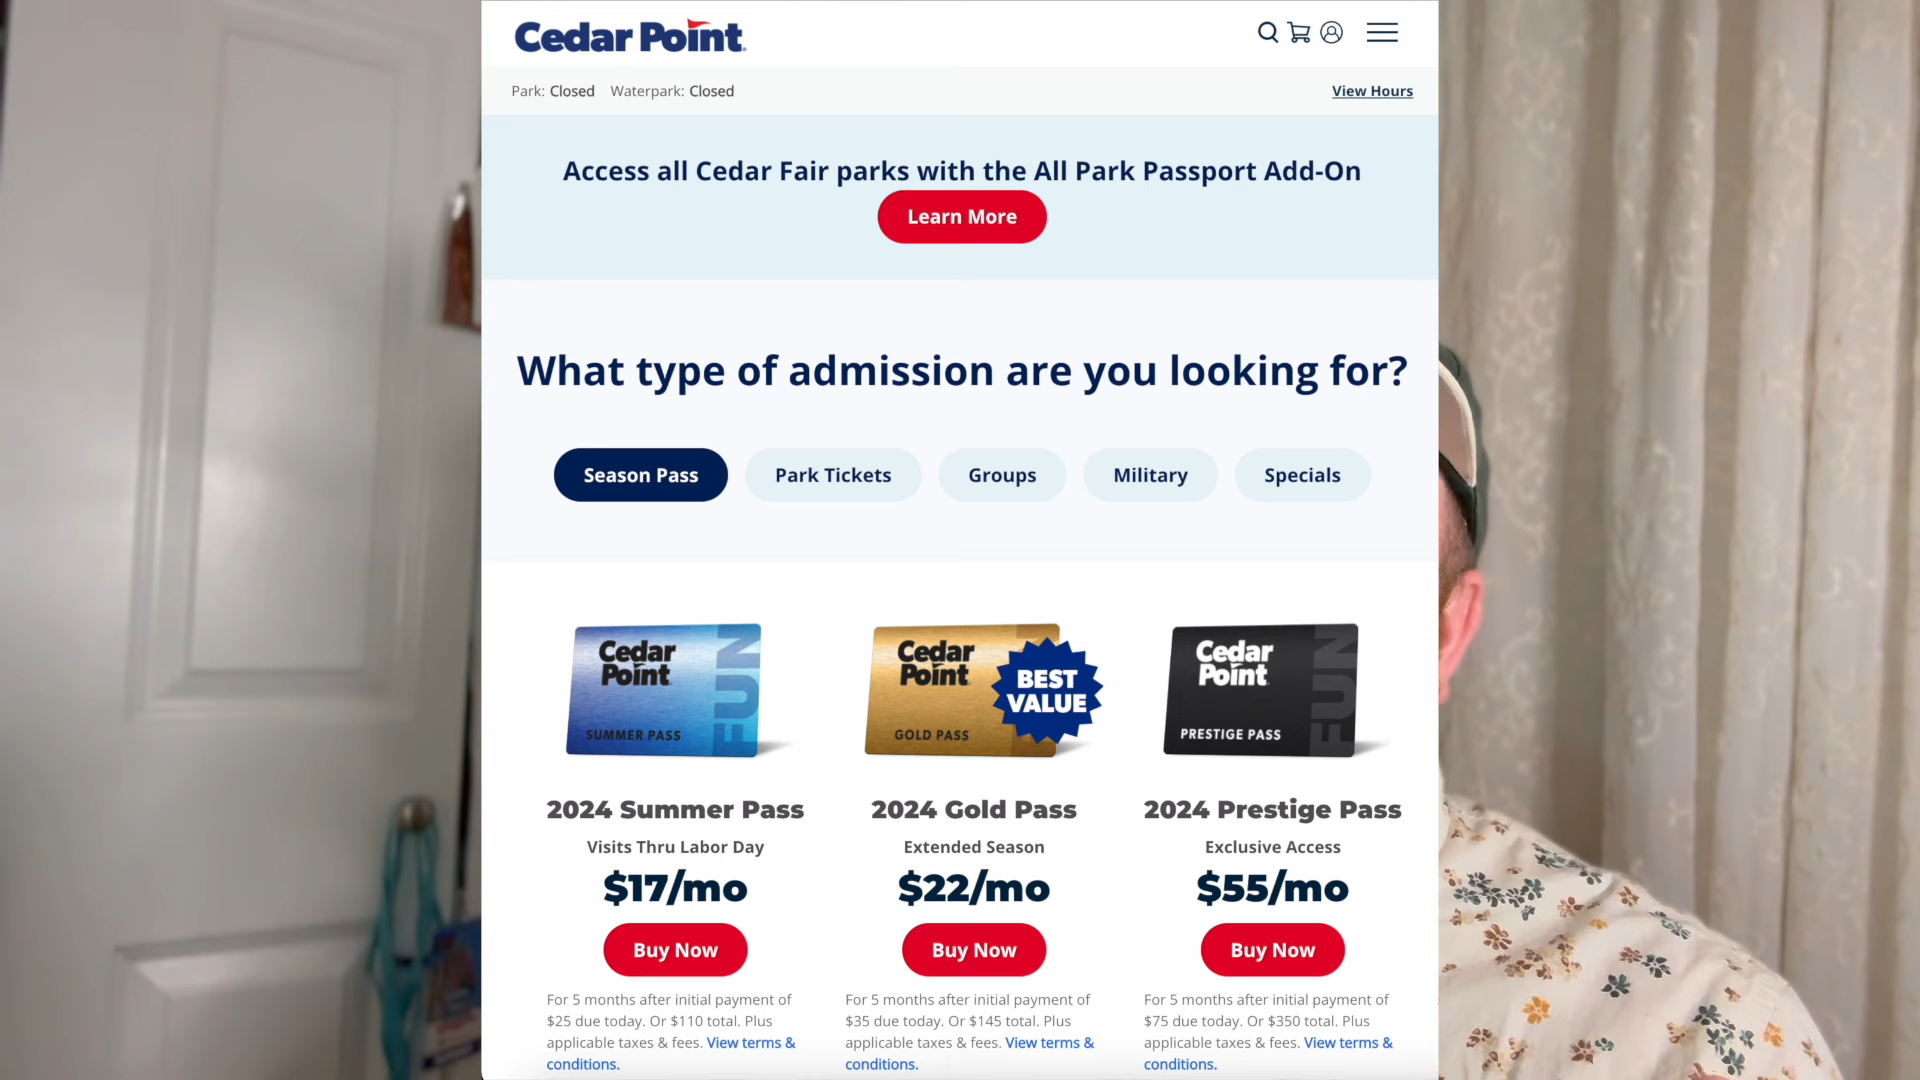 Cedar Point
Park: Closed Waterpark: Closed View Hours
Access all Cedar Fair parks with the All Park Passport Add-On
Learn More
What type of admission are you looking for?
Season Pass Park Tickets Groups Military Specials
Cedar
Point
FUN
SUMMER PASS
Cedar
Point
GOLD PASS
BEST
VALUE
Cedar
Point
FUN
PRESTIGE PASS
2024 Summer Pass
Visits Thru Labor Day
$17/mo
Buy Now
For 5 months after initial payment of
$25 due today. Or $110 total. Plus
applicable taxes & fees. View terms &
conditions.
2024 Gold Pass
Extended Season
$22/mo
Buy Now
For 5 months after initial payment of
$35 due today. Or $145 total. Plus
applicable taxes & fees. View terms &
conditions.
2024 Prestige Pass
Exclusive Access
$55/mo
Buy Now
For 5 months after initial payment of
$75 due today. Or $350 total. Plus
applicable taxes & fees. View terms &
conditions.